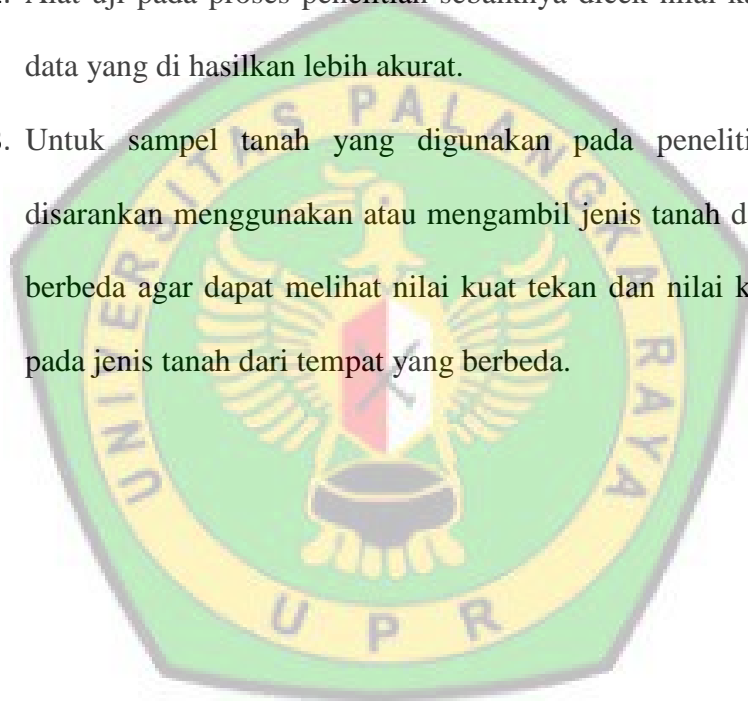 data yang di hasilkan lebih akurat.
Untuk sampel tanah yang digunakan pada
disarankan menggunakan atau mengambil jenis tanah
berbeda agar dapat melihat nilai kuat tekan dan nilai
pada jenis tanah dari tempat yang berbeda.
UNIVERSITAS PALANGKA RAYA
UPR